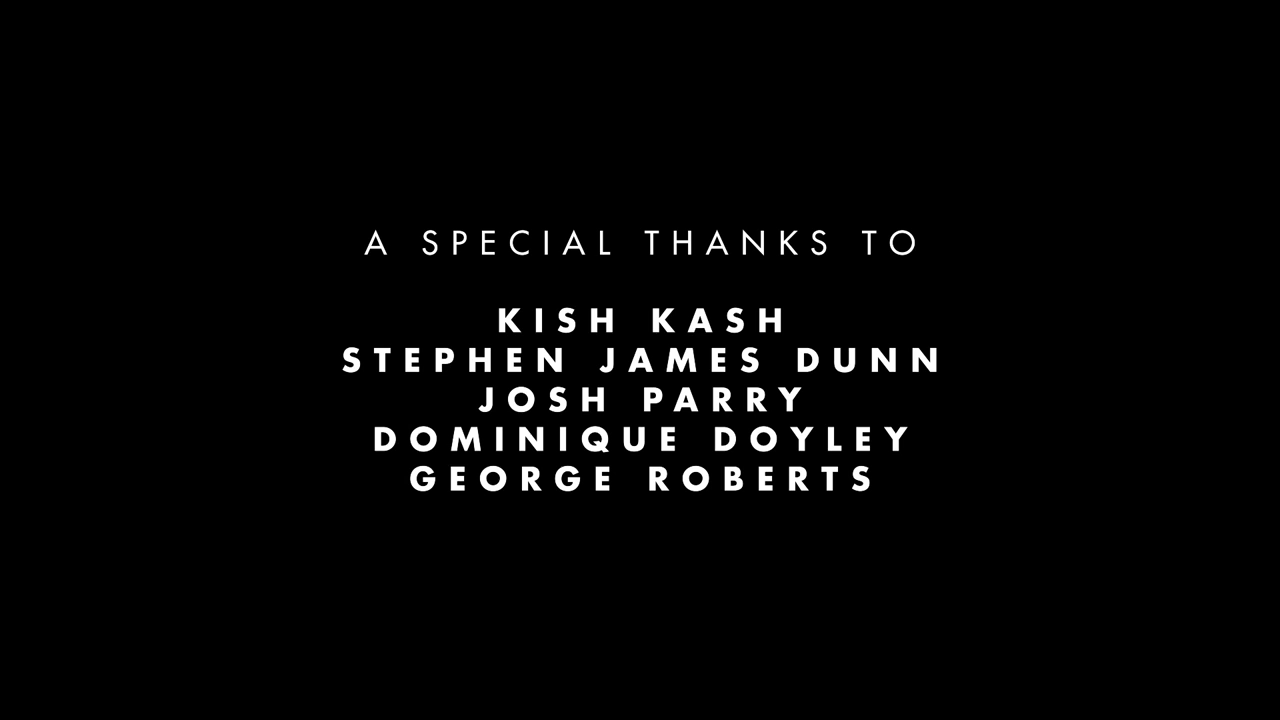 A SPECIAL THANKS TO
KISH KASH
STEPHEN JAMES DUNN
JOSH PARRY
DOMINIQUE DOYLEY
GEORGE ROBERTS